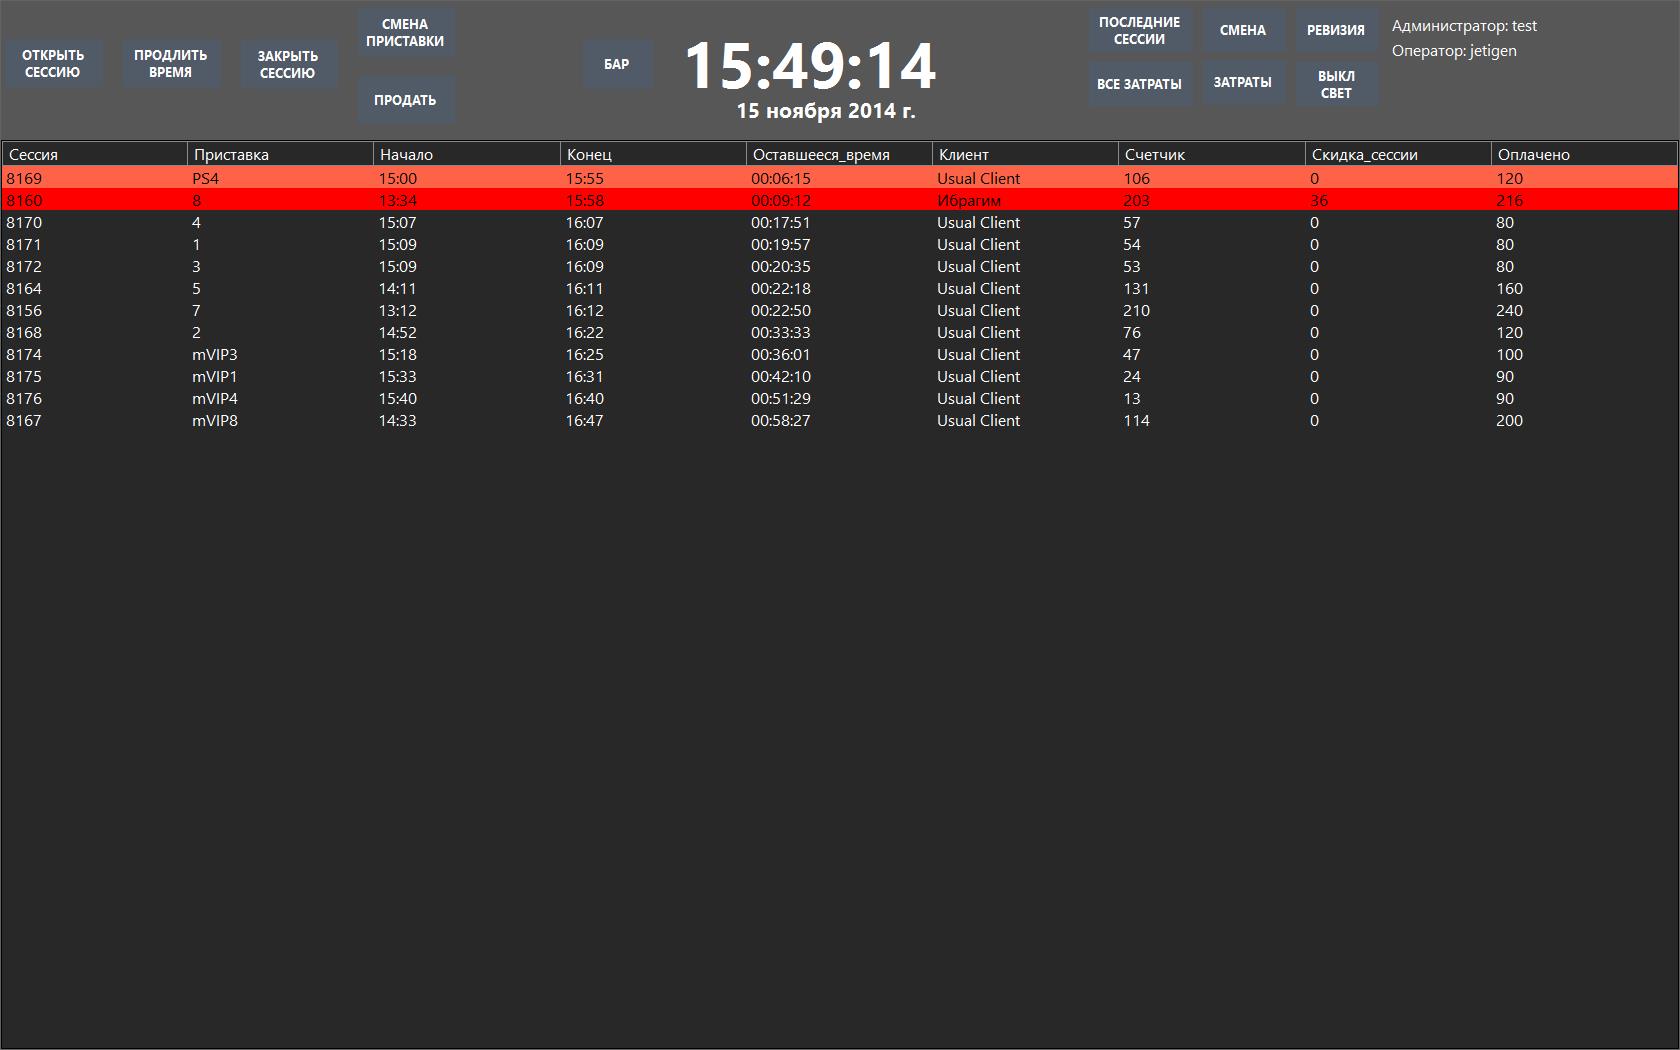 ОТКРЫТЬ
СЕССИЮ
ПРОДЛИТЬ
ВРЕМЯ
ЗАКРЫТЬ
СЕССИЮ
СМЕНА
ПРИСТАВКИ
ПРОДАТЬ
БАР
15:49:14
15 ноября 2014 г.
ПОСЛЕДНИЕ
СЕССИИ
СМЕНА
РЕВИЗИЯ
ВСЕ ЗАТРАТЫ
ЗАТРАТЫ
ВЫКЛ
СВЕТ
Администратор: test
Оператор: jetigen
Сессия Приставка Начало Конец Оставшееся_время Клиент Счетчик Скидка_сессии Оплачено
8169 PS4 15:00 15:55 00:06:15 Usual Client 106 0 120
8160 8 13:34 15:58 00:09:12 Ибрагим 203 36 216
8170 4 15:07 16:07 00:17:51 Usual Client 57 0 80
8171 1 15:09 16:09 00:19:57 Usual Client 54 0 80
8172 3 15:09 16:09 00:20:35 Usual Client 53 0 80
8164 5 14:11 16:11 00:22:18 Usual Client 131 0 160
8156 7 13:12 16:12 00:22:50 Usual Client 210 0 240
8168 2 14:52 16:22 00:33:33 Usual Client 76 0 120
8174 mVIP3 15:18 16:25 00:36:01 Usual Client 47 0 100
8175 mVIP1 15:33 16:31 00:42:10 Usual Client 24 0 90
8176 mVIP4 15:40 16:40 00:51:29 Usual Client 13 0 90
8167 mVIP8 14:33 16:47 00:58:27 Usual Client 114 0 200